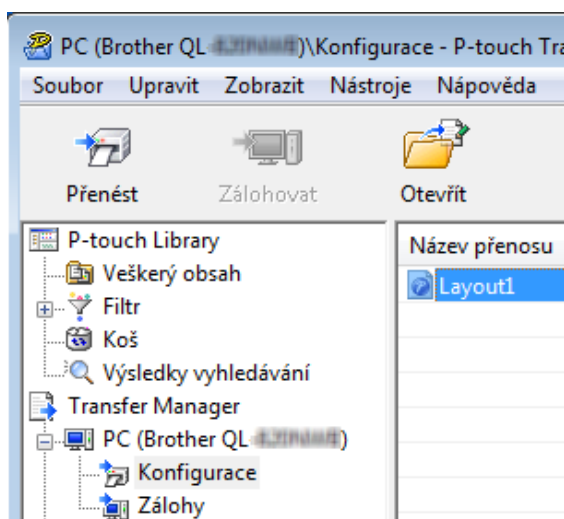 PC (Brother QL- )\Konfigurace - P-touch Tra
Soubor Upravit Zobrazit Nástroje Nápověda
Přenést Zálohovat Otevřít
P-touch Library
Název přenosu
Veškerý obsah
Layout1
Filtr
Koš
Výsledky vyhledávání
Transfer Manager
PC (Brother QL- )
Konfigurace
Zálohy